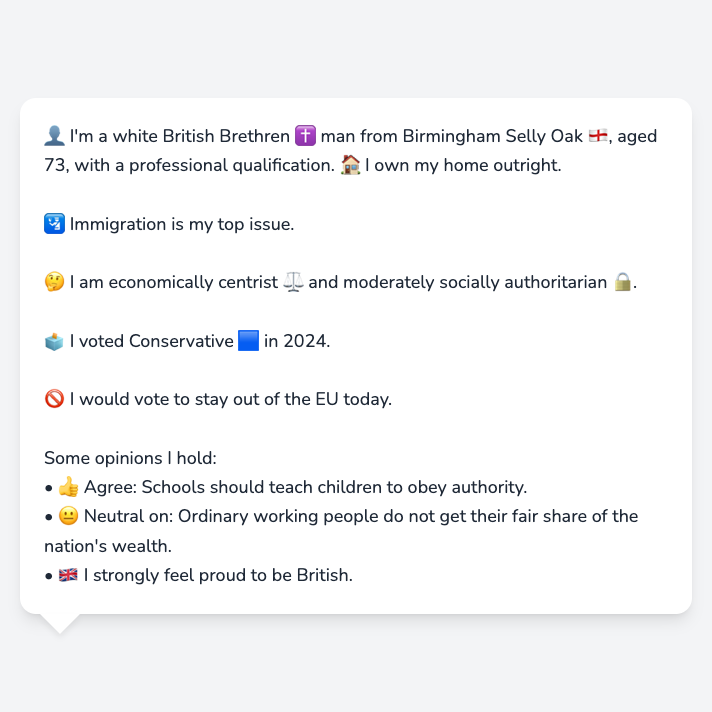 👤 I'm a white British Brethren ✝️ man from Birmingham Selly Oak 🏴󠁧󠁢󠁥󠁮󠁧󠁿, aged
73, with a professional qualification. 🏠 I own my home outright.
🛂 Immigration is my top issue.
🤔 I am economically centrist ⚖️ and moderately socially authoritarian 🔒.
🗳️ I voted Conservative 🟦 in 2024.
🚫 I would vote to stay out of the EU today.
Some opinions I hold:
• 👍 Agree: Schools should teach children to obey authority.
• 😐 Neutral on: Ordinary working people do not get their fair share of the
nation's wealth.
• 🇬🇧 I strongly feel proud to be British.